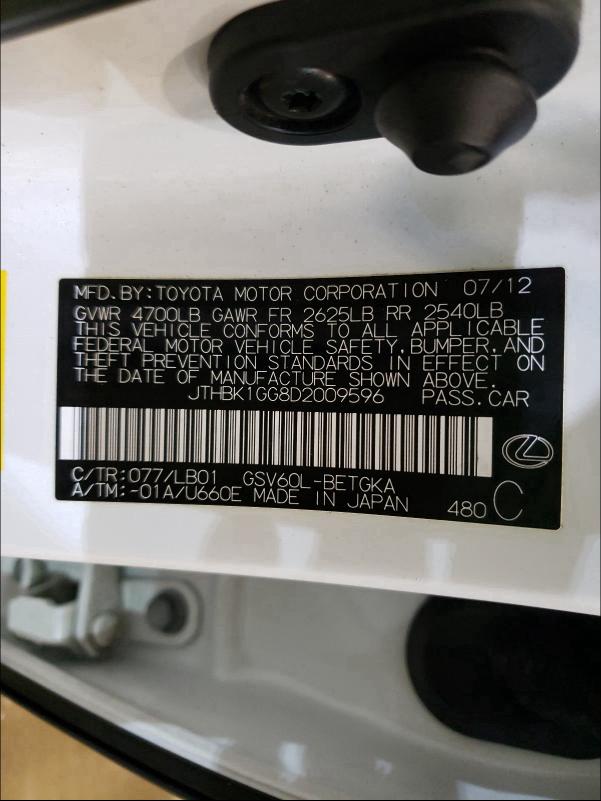 MFD. BY: TOYOTA MOTOR CORPORATION 07/12
GVWR 4700LB GAWR FR 2625LB RR 2540LB
THIS VEHICLE CONFORMS TO ALL APPLICABLE
FEDERAL MOTOR VEHICLE SAFETY, BUMPER, AND
THEFT PREVENTION STANDARDS IN EFFECT ON
THE DATE OF MANUFACTURE SHOWN ABOVE.
JTHBK1GG8D2009596 PASS. CAR
C/TR: 077/LB01 GSV60L-BETGKA
A/TM: -01A/U660E MADE IN JAPAN 480 C